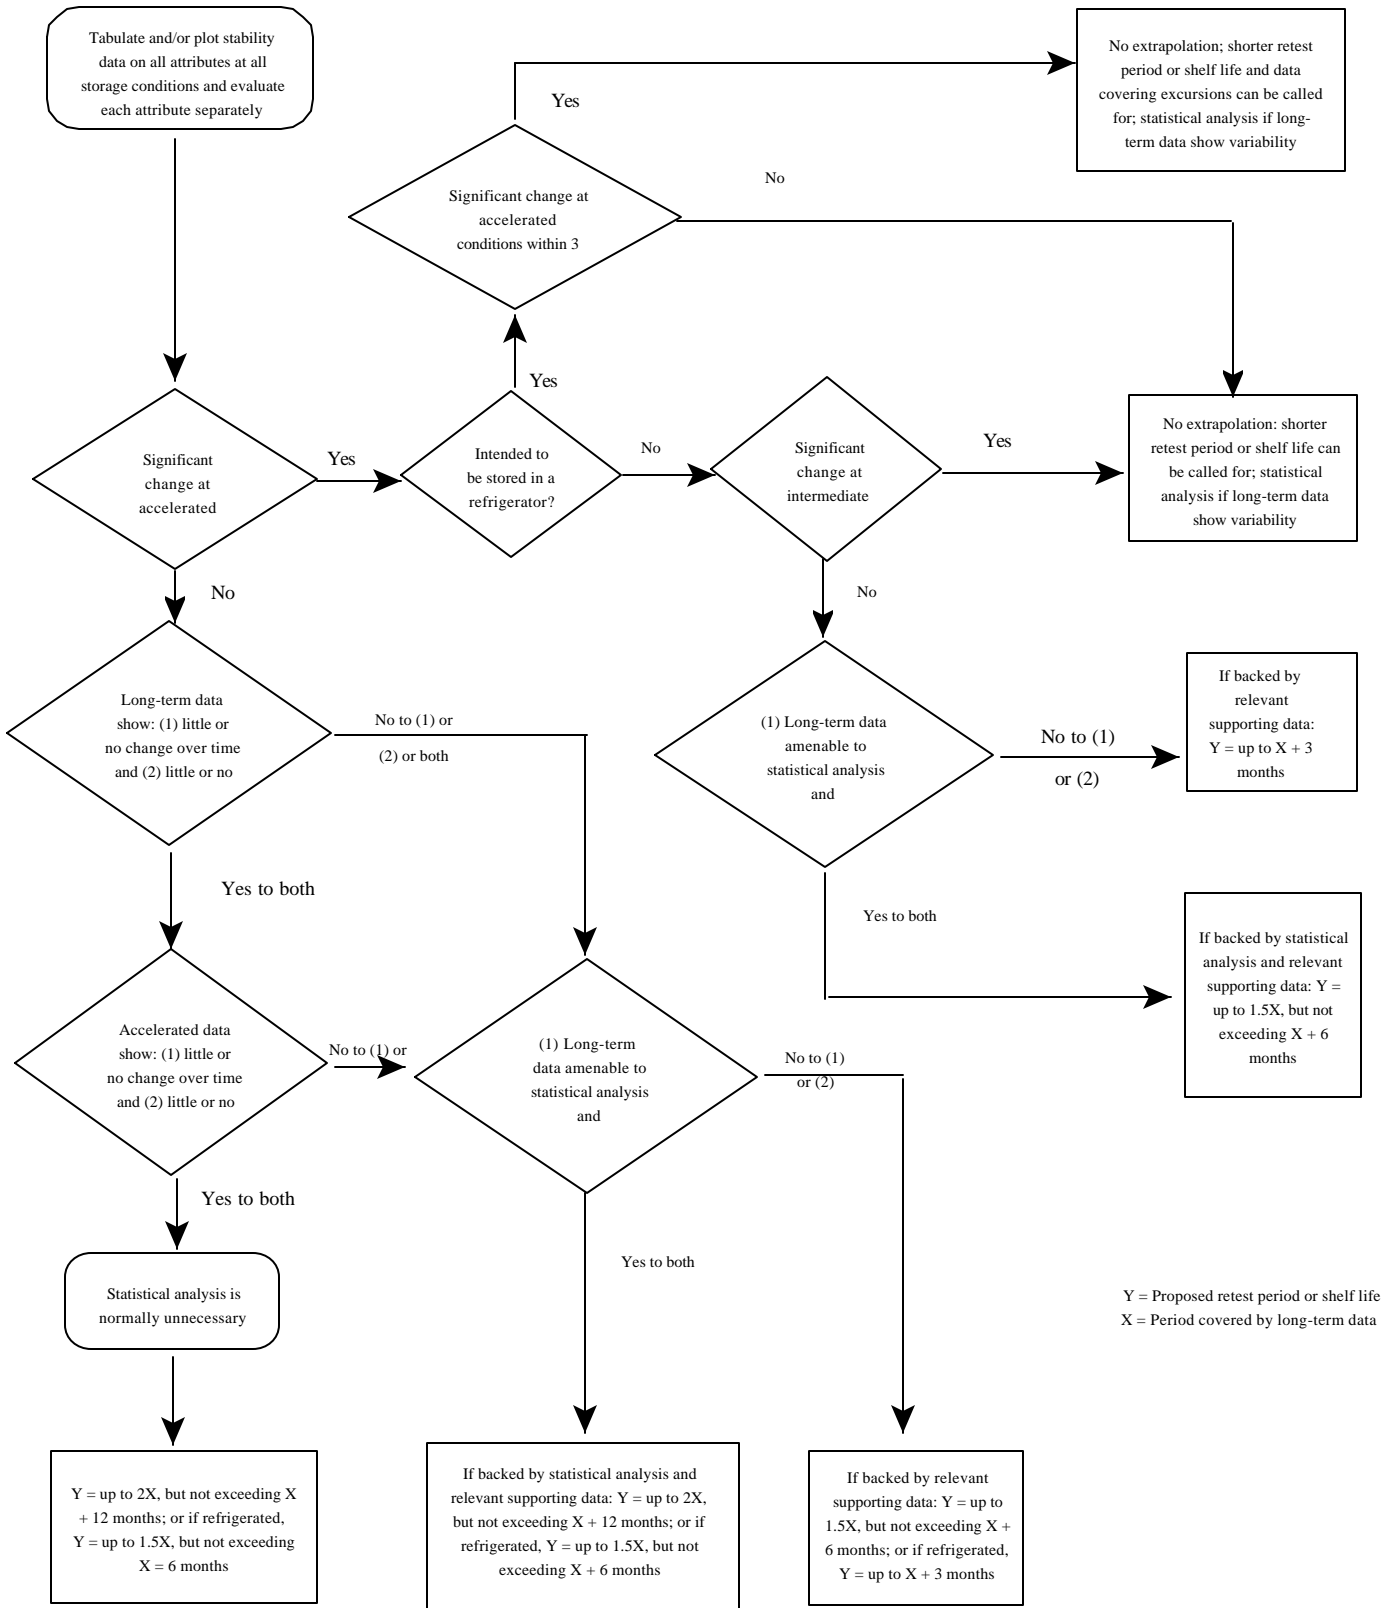 Tabulate and/or plot stability
data on all attributes at all
storage conditions and evaluate
each attribute separately
Yes
No extrapolation; shorter retest
period or shelf life and data
covering excursions can be called
for; statistical analysis if long-
term data show variability
Significant change at
accelerated
conditions within 3
No
Yes
Significant
change at
accelerated
Yes
Intended to
be stored in a
refrigerator?
No
Significant
change at
intermediate
Yes
No extrapolation: shorter
retest period or shelf life can
be called for; statistical
analysis if long-term data
show variability
No
No
Long-term data
show: (1) little or
no change over time
and (2) little or no
No to (1) or
(2) or both
(1) Long-term data
amenable to
statistical analysis
and
No to (1)
or (2)
If backed by
relevant
supporting data:
Y = up to X + 3
months
Yes to both
Yes to both
If backed by statistical
analysis and relevant
supporting data: Y =
up to 1.5X, but not
exceeding X + 6
months
Accelerated data
show: (1) little or
no change over time
and (2) little or no
No to (1) or
(1) Long-term
data amenable to
statistical analysis
and
No to (1)
or (2)
Yes to both
Yes to both
Statistical analysis is
normally unnecessary
Y = Proposed retest period or shelf life
X = Period covered by long-term data
Y = up to 2X, but not exceeding X
+ 12 months; or if refrigerated,
Y = up to 1.5X, but not exceeding
X = 6 months
If backed by statistical analysis and
relevant supporting data: Y = up to 2X,
but not exceeding X + 12 months; or if
refrigerated, Y = up to 1.5X, but not
exceeding X + 6 months
If backed by relevant
supporting data: Y = up to
1.5X, but not exceeding X +
6 months; or if refrigerated,
Y = up to X + 3 months